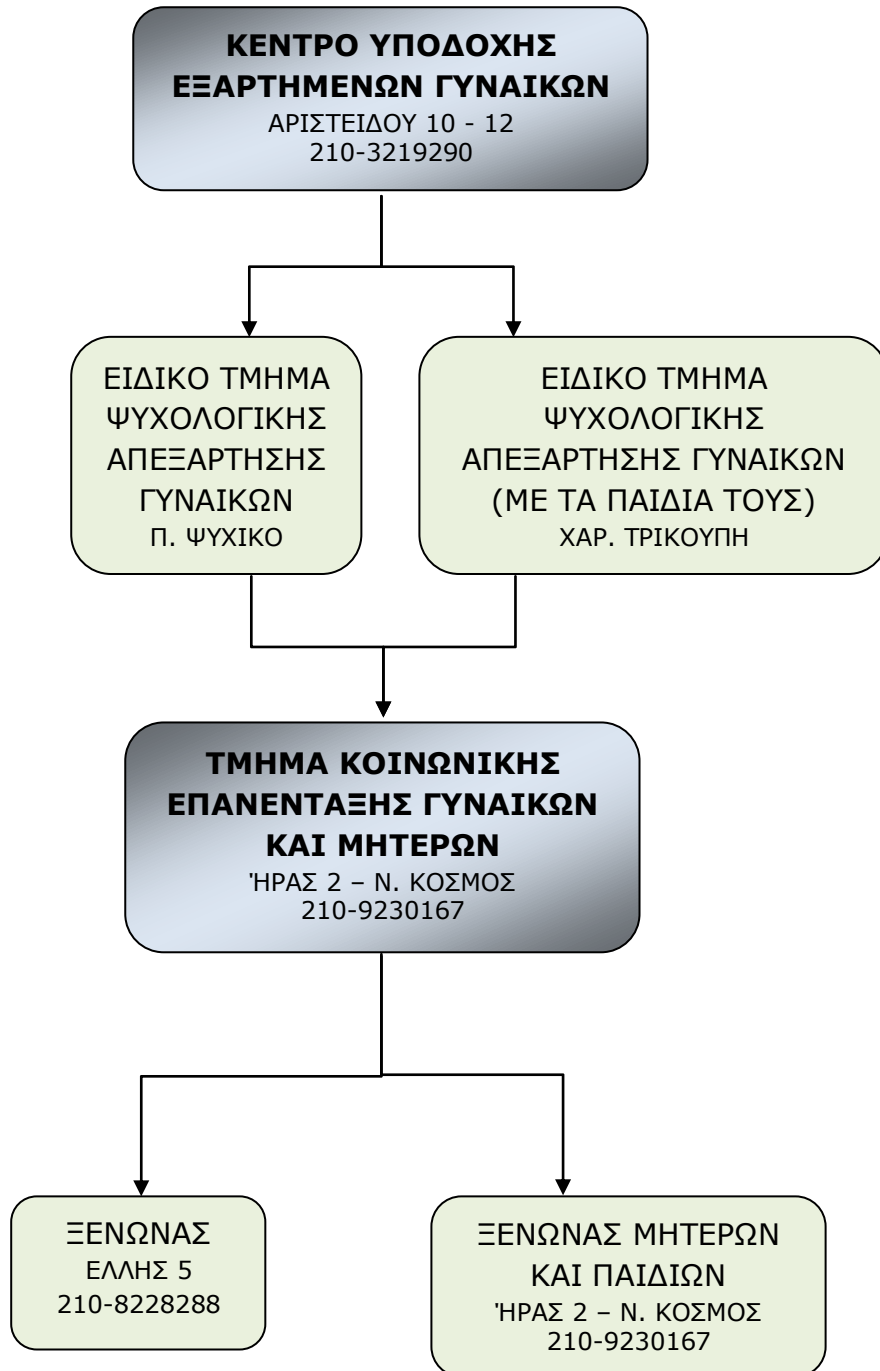 ΚΕΝΤΡΟ ΥΠΟΔΟΧΗΣ
ΕΞΑΡΤΗΜΕΝΩΝ ΓΥΝΑΙΚΩΝ
ΑΡΙΣΤΕΙΔΟΥ 10 - 12
210-3219290
ΕΙΔΙΚΟ ΤΜΗΜΑ
ΨΥΧΟΛΟΓΙΚΗΣ
ΑΠΕΞΑΡΤΗΣΗΣ
ΓΥΝΑΙΚΩΝ
Π. ΨΥΧΙΚΟ
ΕΙΔΙΚΟ ΤΜΗΜΑ
ΨΥΧΟΛΟΓΙΚΗΣ
ΑΠΕΞΑΡΤΗΣΗΣ ΓΥΝΑΙΚΩΝ
(ΜΕ ΤΑ ΠΑΙΔΙΑ ΤΟΥΣ)
ΧΑΡ. ΤΡΙΚΟΥΠΗ
ΤΜΗΜΑ ΚΟΙΝΩΝΙΚΗΣ
ΕΠΑΝΕΝΤΑΞΗΣ ΓΥΝΑΙΚΩΝ
ΚΑΙ ΜΗΤΕΡΩΝ
ΉΡΑΣ 2 – Ν. ΚΟΣΜΟΣ
210-9230167
ΞΕΝΩΝΑΣ
ΕΛΛΗΣ 5
210-8228288
ΞΕΝΩΝΑΣ ΜΗΤΕΡΩΝ
ΚΑΙ ΠΑΙΔΙΩΝ
ΉΡΑΣ 2 – Ν. ΚΟΣΜΟΣ
210-9230167